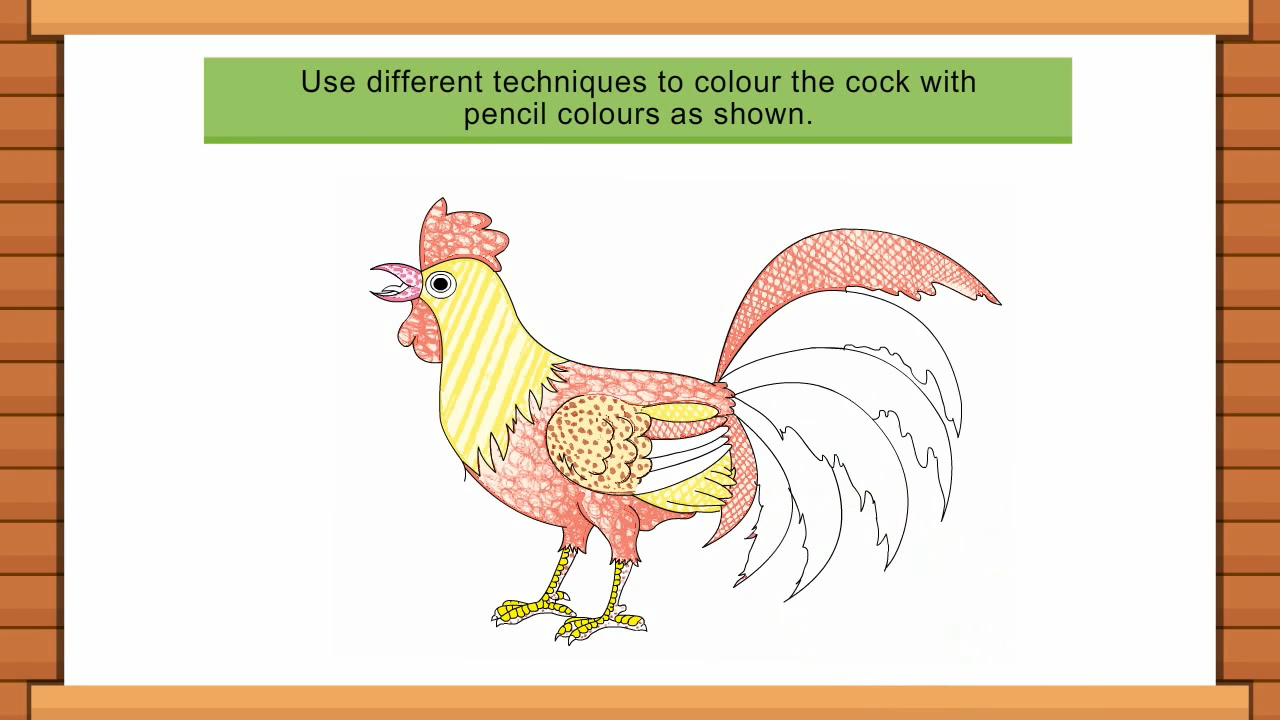 Use different techniques to colour the cock with
pencil colours as shown.